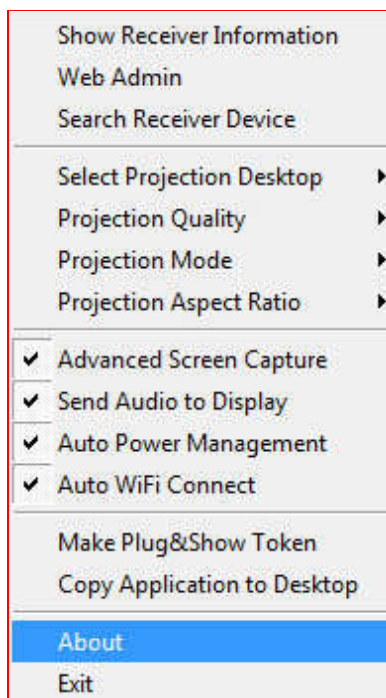 Show Receiver Information
Web Admin
Search Receiver Device
Select Projection Desktop
Projection Quality
Projection Mode
Projection Aspect Ratio
Advanced Screen Capture
Send Audio to Display
Auto Power Management
Auto WiFi Connect
Make Plug&Show Token
Copy Application to Desktop
About
Exit